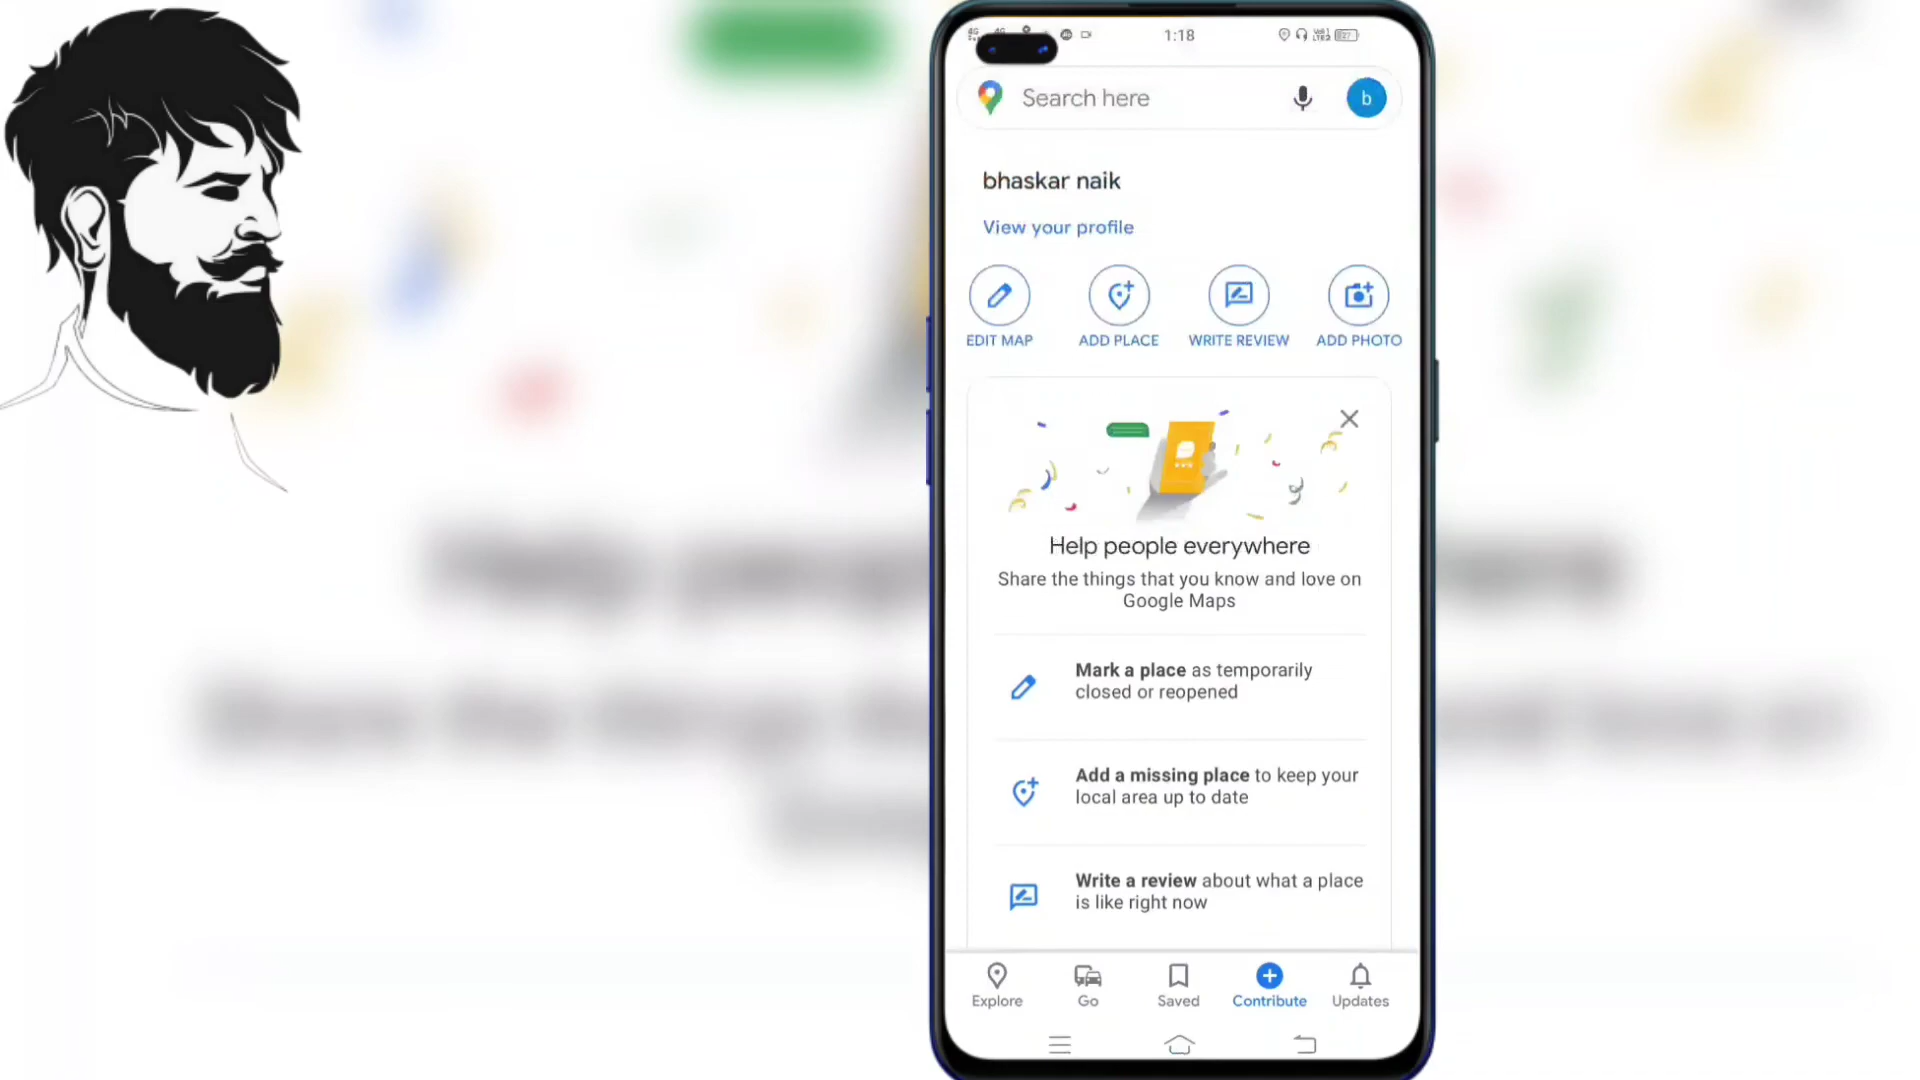 1:18
Search here
b
bhaskar naik
View your profile
EDIT MAP
ADD PLACE
WRITE REVIEW
ADD PHOTO
Help people everywhere
Share the things that you know and love on
Google Maps
Mark a place as temporarily
closed or reopened
Add a missing place to keep your
local area up to date
Write a review about what a place
is like right now
Explore
Go
Saved
Contribute
Updates